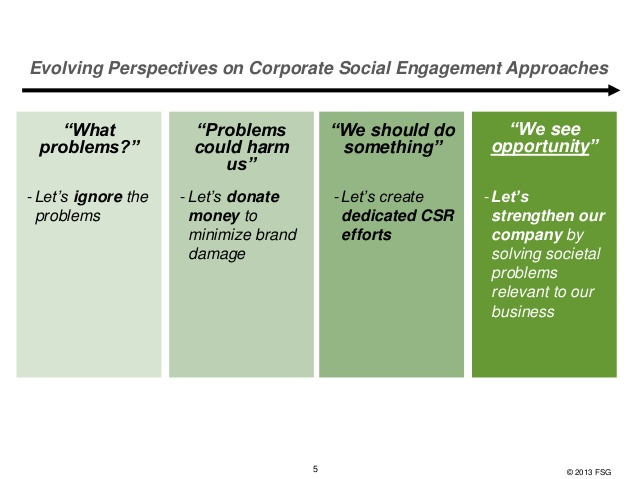 Evolving Perspectives on Corporate Social Engagement Approaches
“What
problems?”
- Let’s ignore the
problems
“Problems
could harm
us”
- Let’s donate
money to
minimize brand
damage
“We should do
something”
- Let’s create
dedicated CSR
efforts
“We see
opportunity”
- Let’s
strengthen our
company by
solving societal
problems
relevant to our
business
5
© 2013 FSG